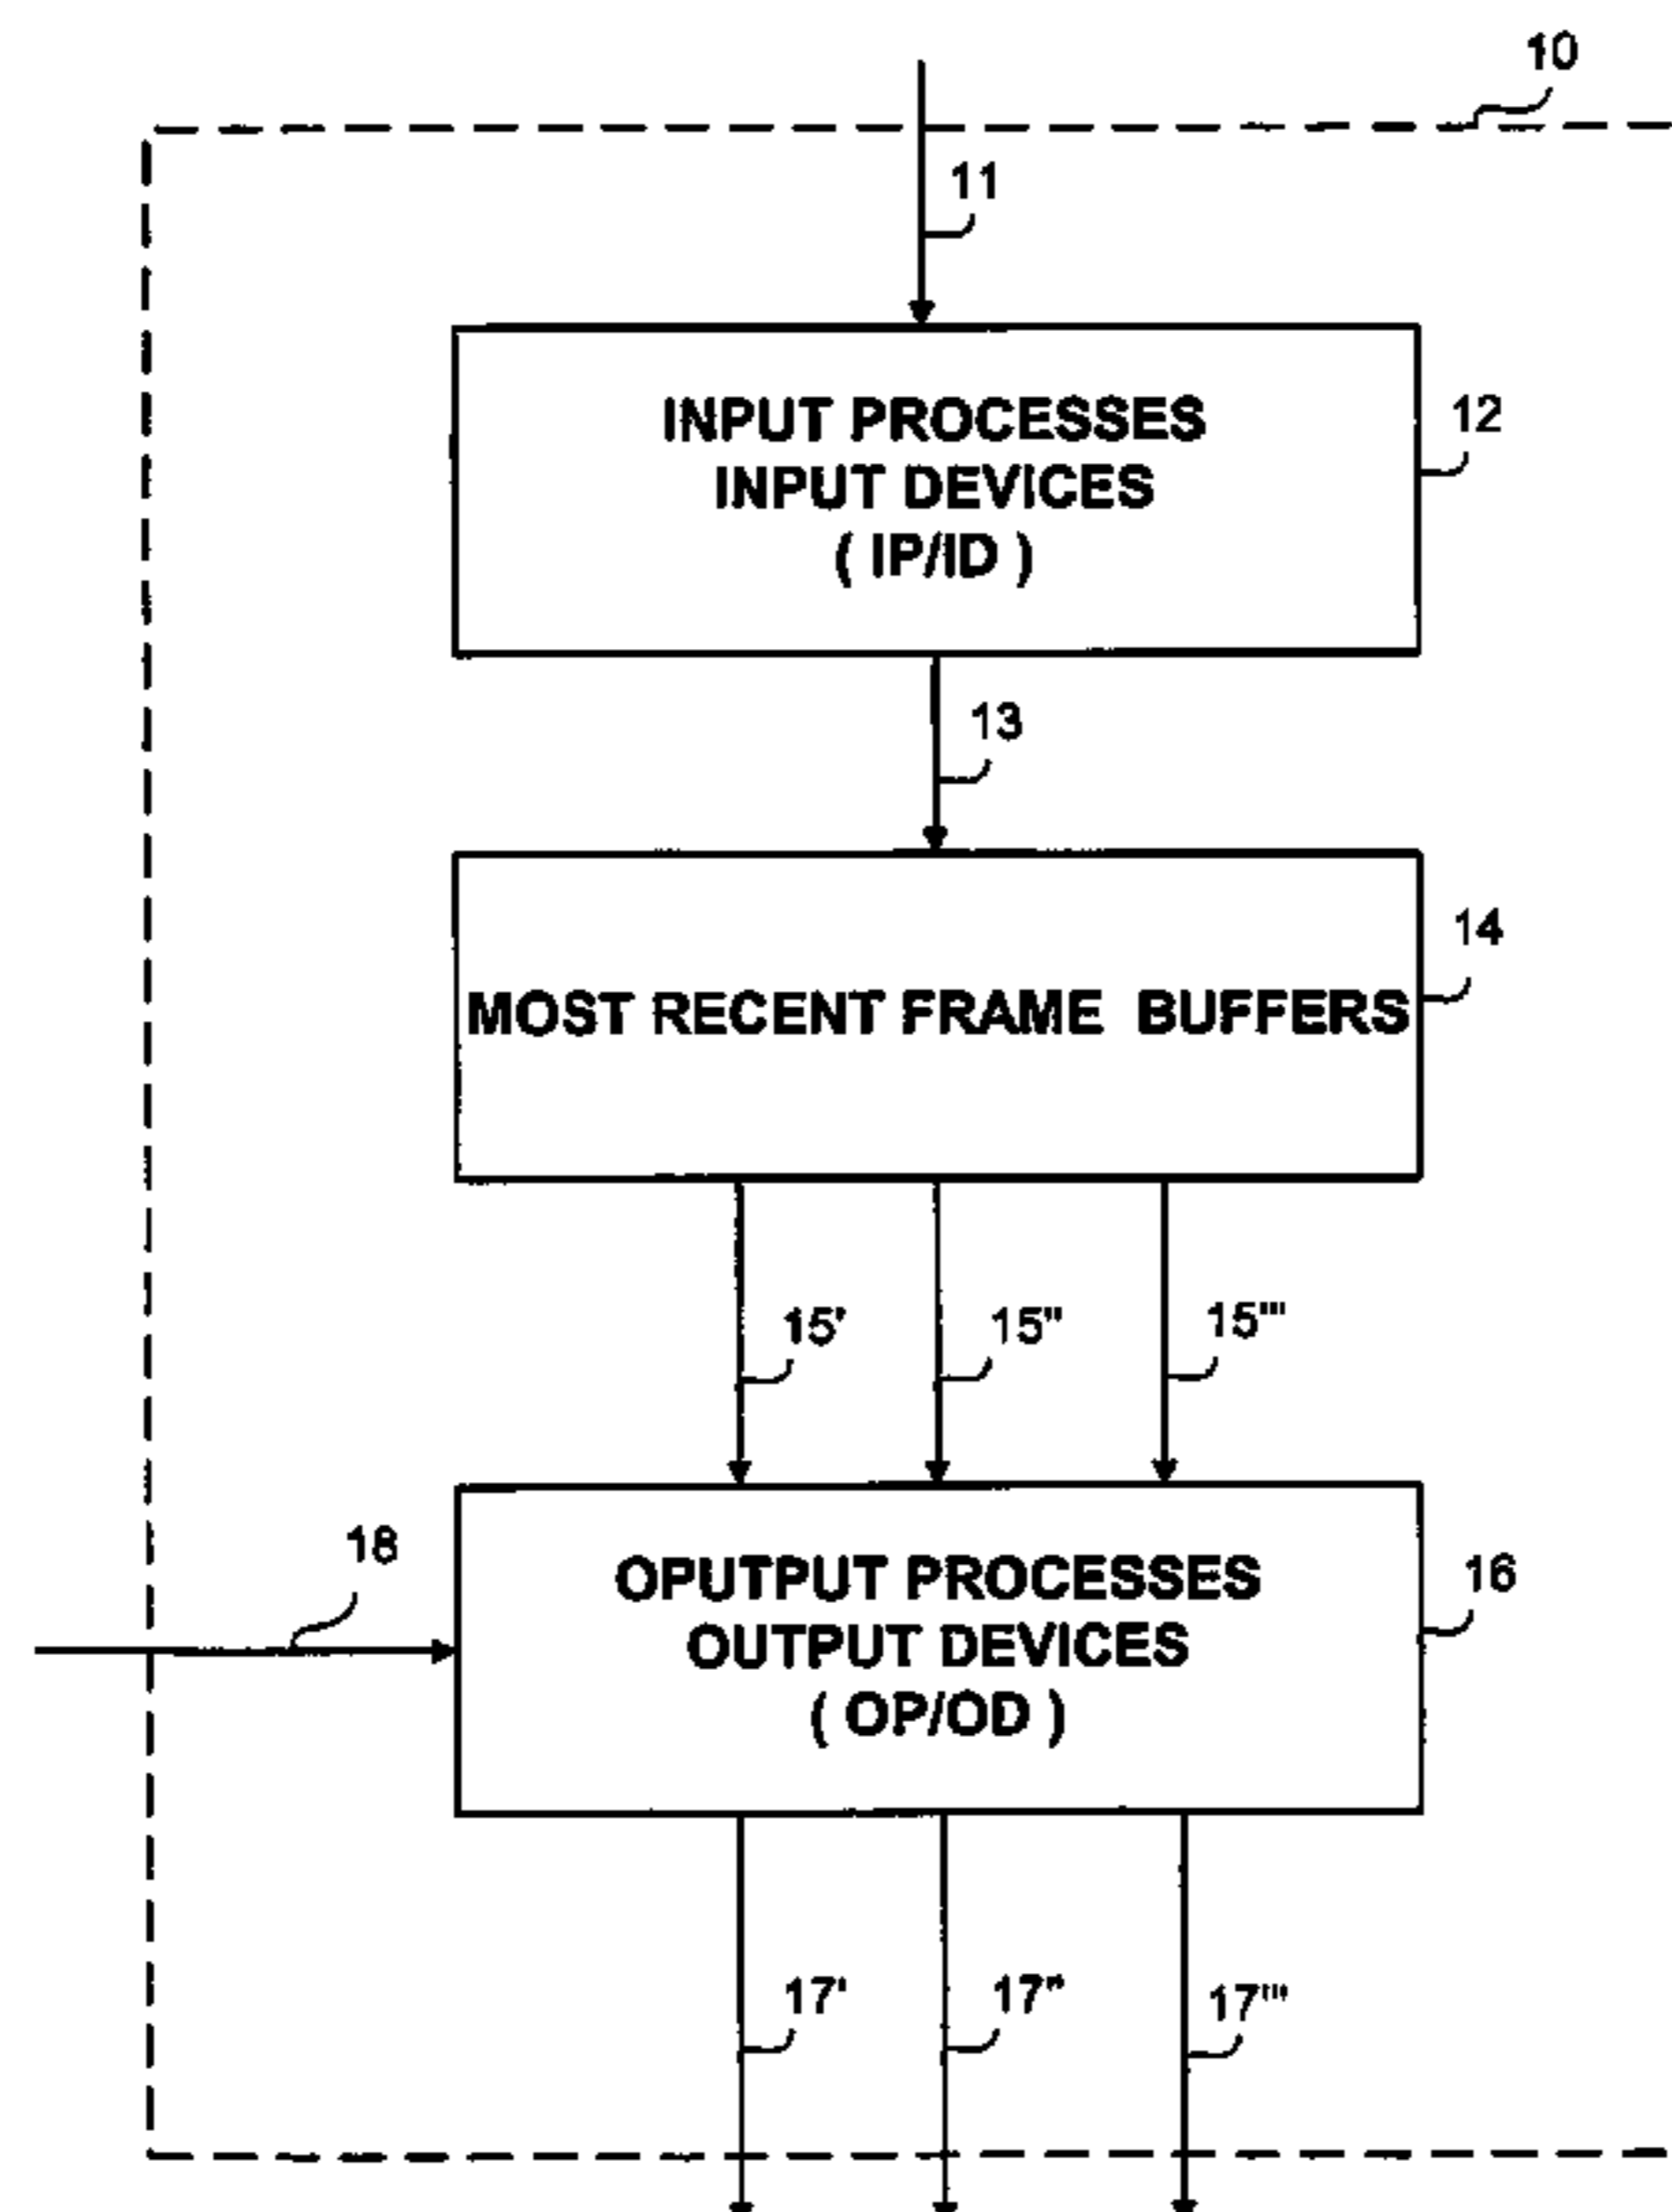 10
11
INPUT PROCESSES
INPUT DEVICES
( IP/ID )
12
13
MOST RECENT FRAME BUFFERS
14
15'
15"
15'"
18
OPUTPUT PROCESSES
OUTPUT DEVICES
( OP/OD )
16
17'
17"
17'"